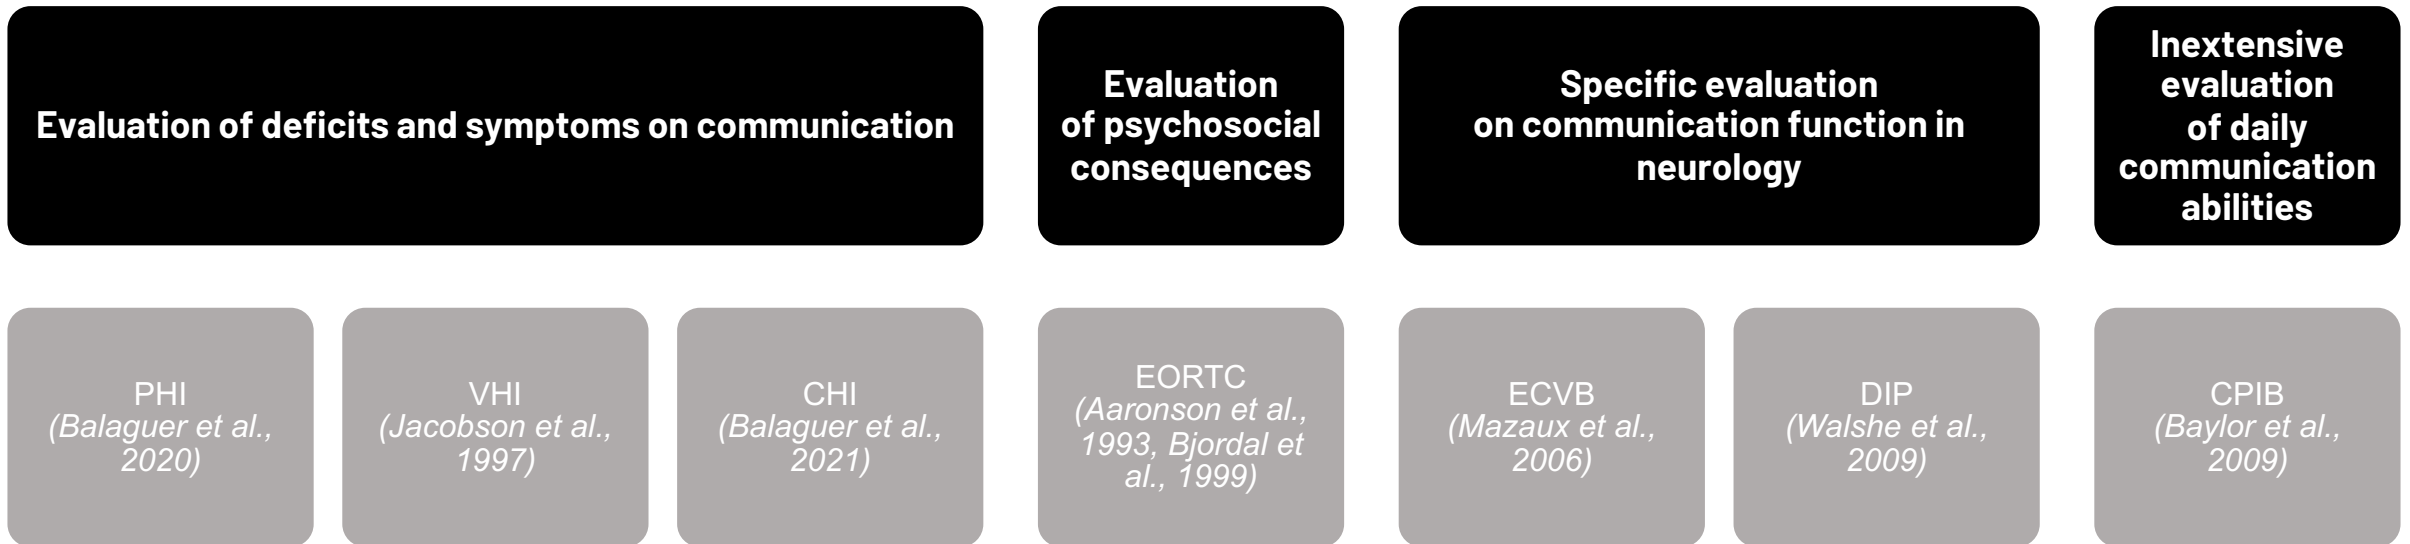 Evaluation of deficits and symptoms on communication
Evaluation
of psychosocial
consequences
Specific evaluation
on communication function in
neurology
Inextensive
evaluation
of daily
communication
abilities
PHI
(Balaguer et al.,
2020)
VHI
(Jacobson et al.,
1997)
CHI
(Balaguer et al.,
2021)
EORTC
(Aaronson et al.,
1993, Bjordal et
al., 1999)
ECVB
(Mazaux et al.,
2006)
DIP
(Walshe et al.,
2009)
CPIB
(Baylor et al.,
2009)